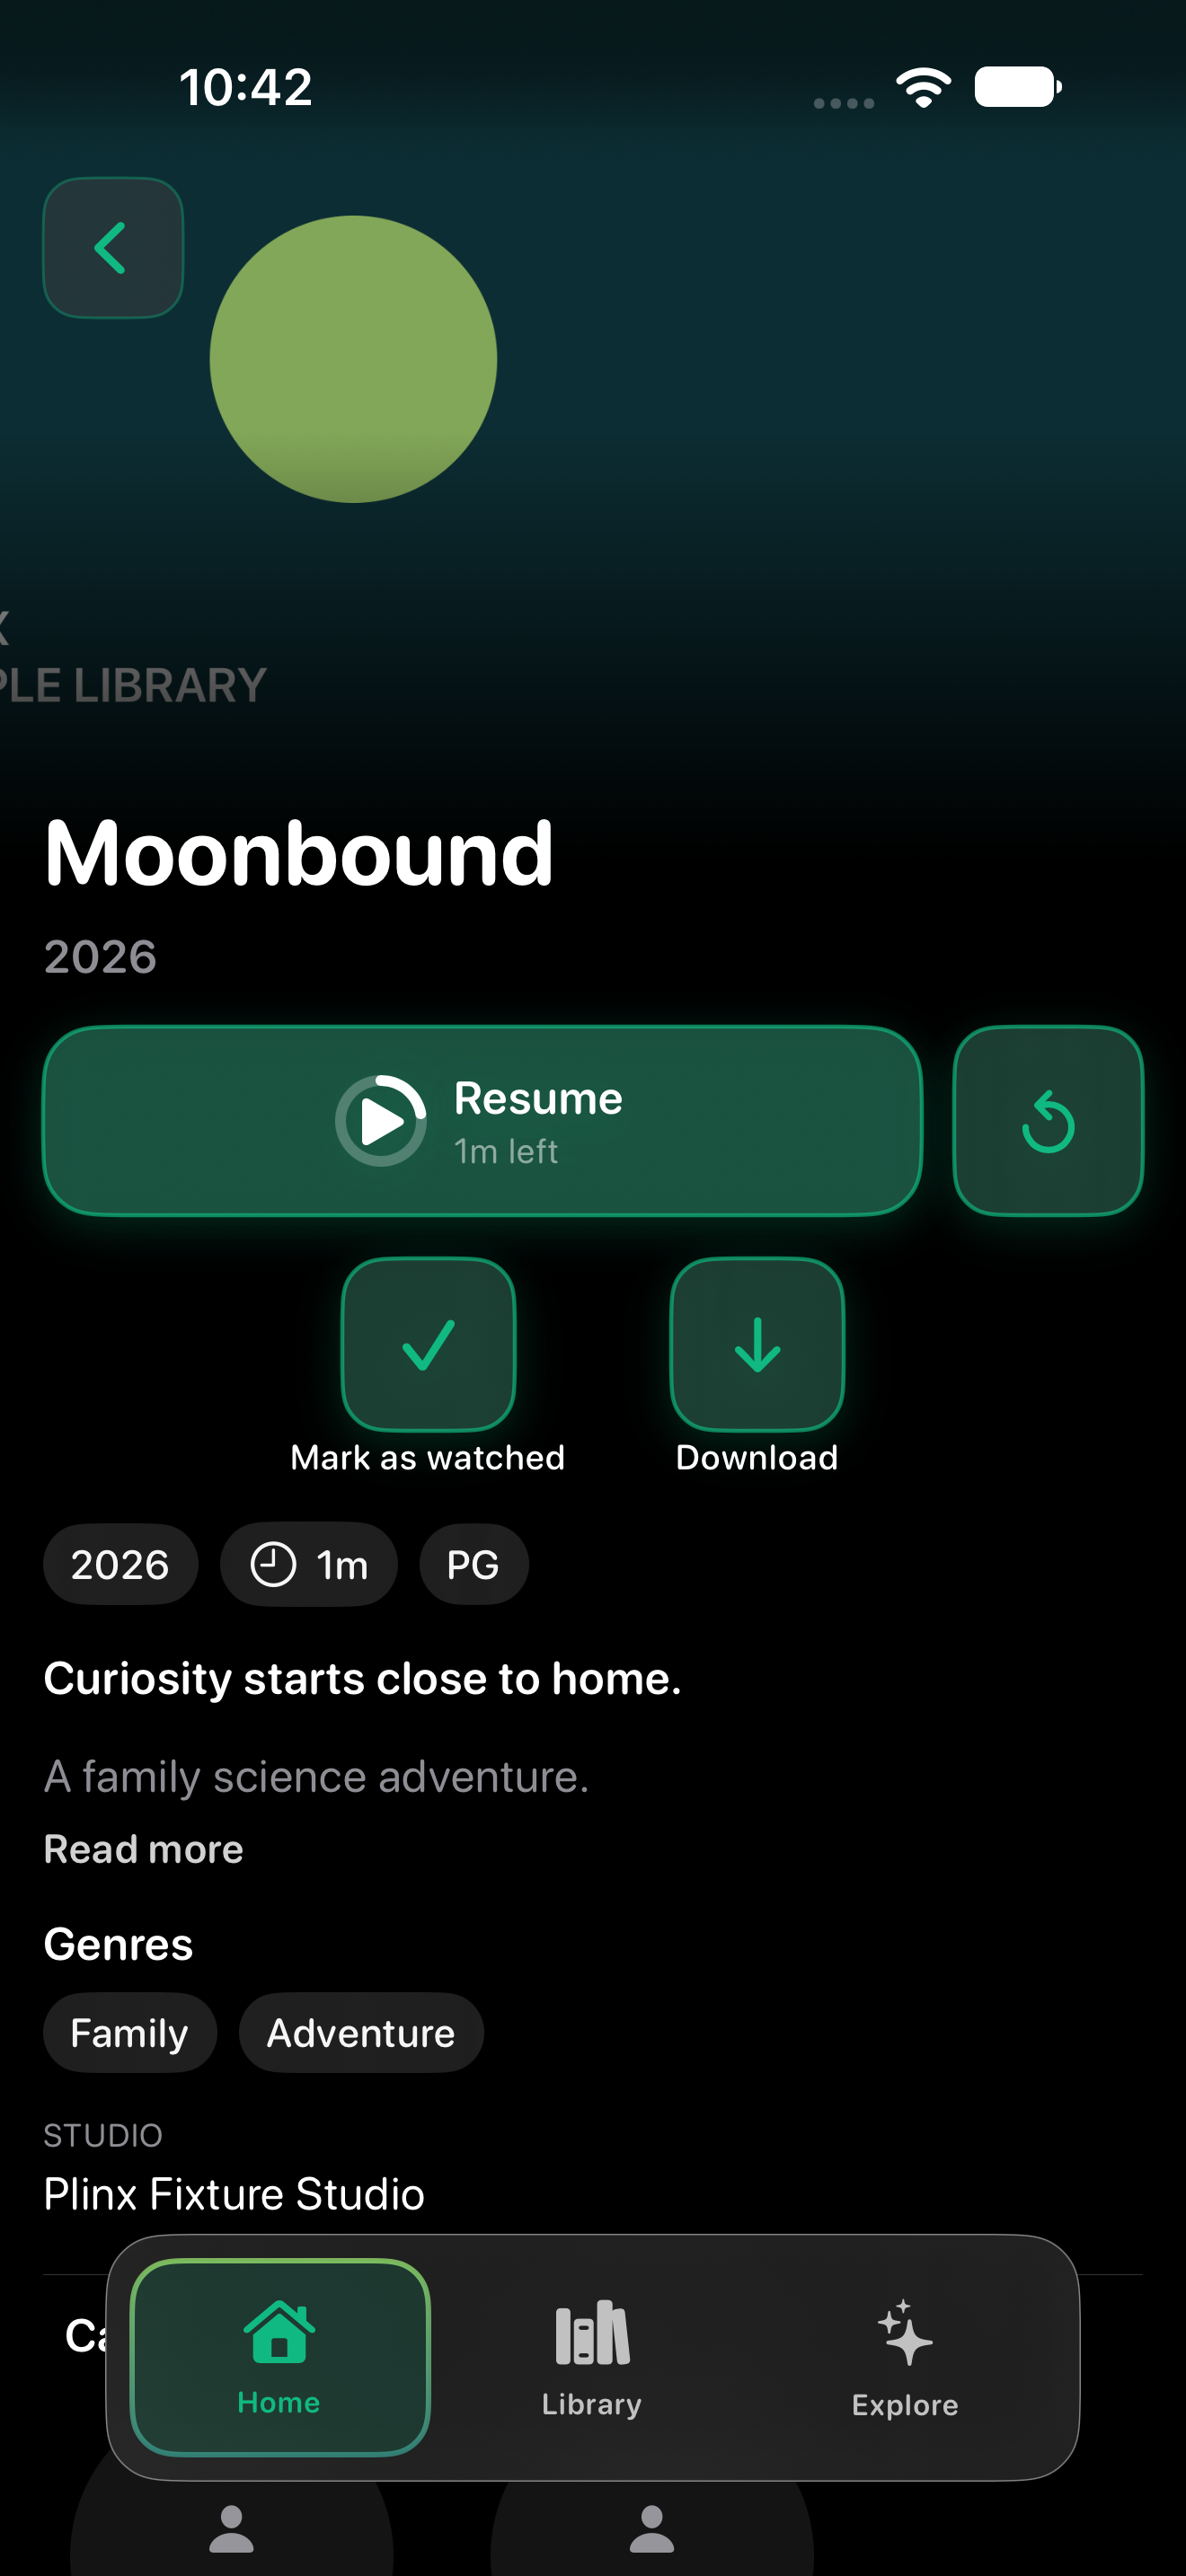 10:42
PLE LIBRARY
Moonbound
2026
Resume
1m left
Mark as watched
Download
2026
1m
PG
Curiosity starts close to home.
A family science adventure.
Read more
Genres
Family
Adventure
STUDIO
Plinx Fixture Studio
Home
Library
Explore